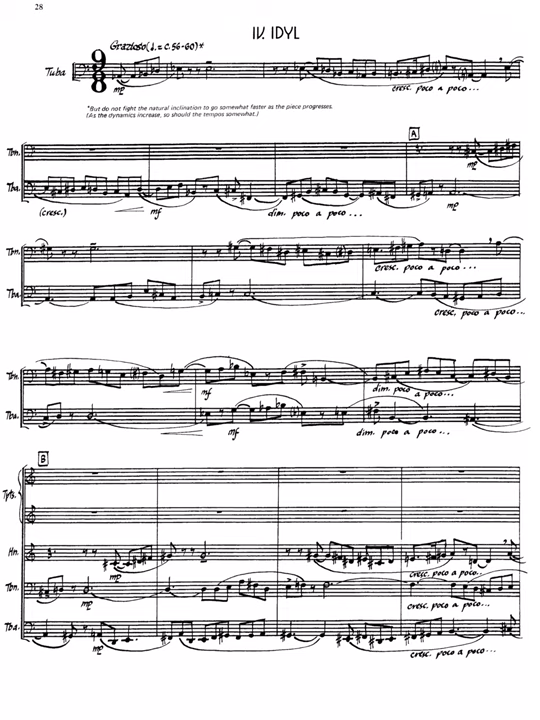 28
IV. IDYL
Grazioso (♩. = c. 56-60)*
Tuba
mp
cresc. poco a poco...
*But do not fight the natural inclination to go somewhat faster as the piece progresses.
(As the dynamics increase, so should the tempos somewhat.)
A
Tbn.
mp
Tba.
(cresc.) mf dim. poco a poco... mp
Tbn.
cresc. poco a poco...
Tba.
cresc. poco a poco...
Tbn.
mf dim. poco a poco...
Tba.
mf dim. poco a poco...
B
Tpts.
Hn.
mp cresc. poco a poco...
Tbn.
mp cresc. poco a poco...
Tba.
cresc. poco a poco...